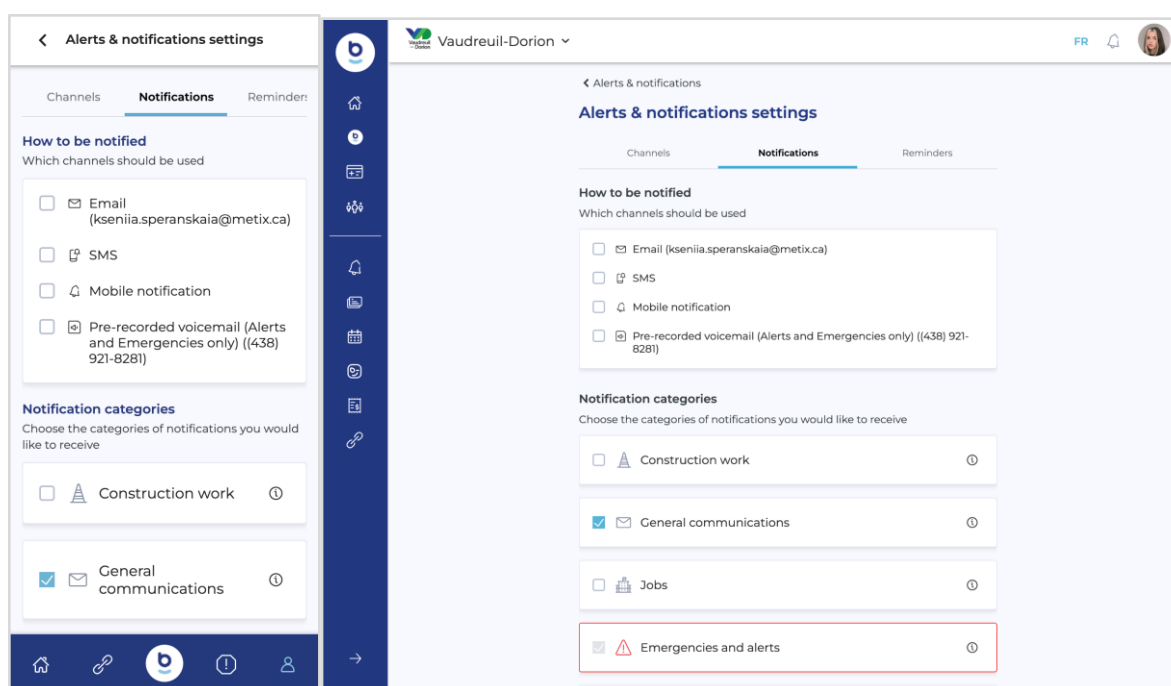 Alerts & notifications settings
Channels Notifications Reminder
How to be notified
Which channels should be used
Email
(kseniia.speranskaia@metix.ca)
SMS
Mobile notification
Pre-recorded voicemail (Alerts
and Emergencies only) ((438)
921-8281)
Notification categories
Choose the categories of notifications you would
like to receive
Construction work
General
communications
b
b
Vaudreuil-Dorion
FR
Alerts & notifications
Alerts & notifications settings
Channels Notifications Reminders
How to be notified
Which channels should be used
Email (kseniia.speranskaia@metix.ca)
SMS
Mobile notification
Pre-recorded voicemail (Alerts and Emergencies only) ((438) 921-
8281)
Notification categories
Choose the categories of notifications you would like to receive
Construction work
General communications
Jobs
Emergencies and alerts